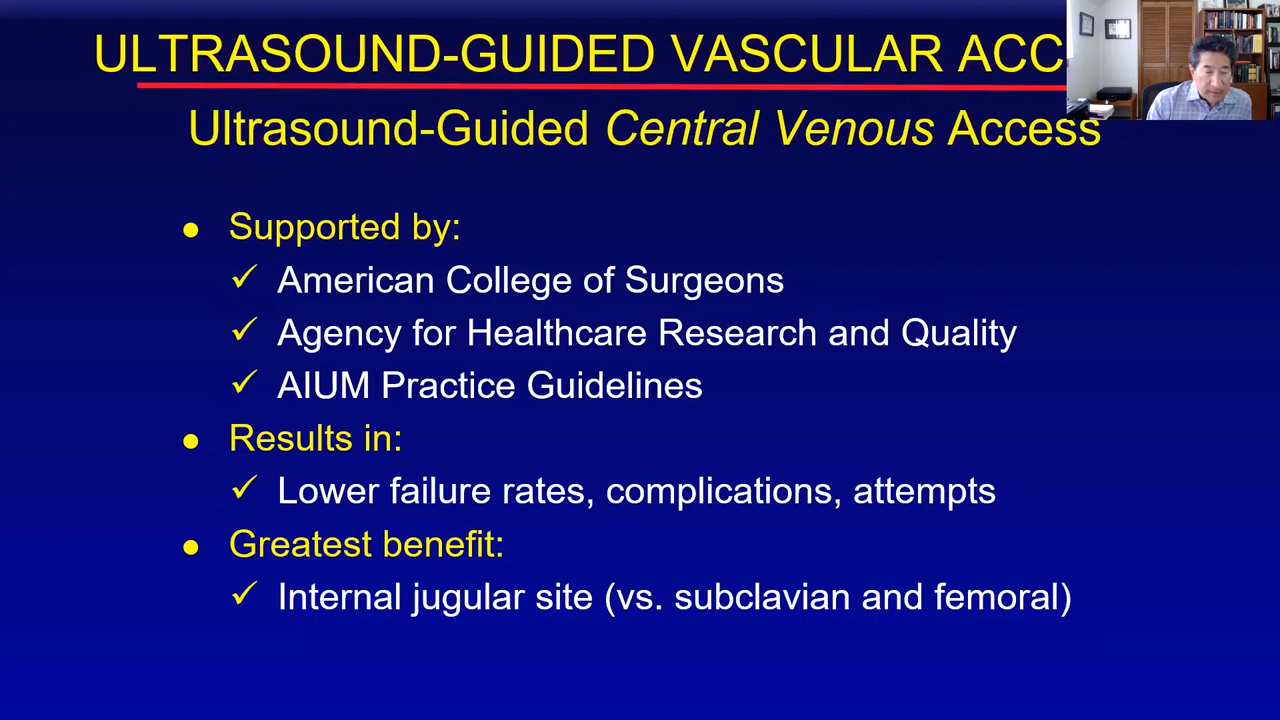 ULTRASOUND-GUIDED VASCULAR ACC
Ultrasound-Guided Central Venous Access
• Supported by:
✓ American College of Surgeons
✓ Agency for Healthcare Research and Quality
✓ AIUM Practice Guidelines
• Results in:
✓ Lower failure rates, complications, attempts
• Greatest benefit:
✓ Internal jugular site (vs. subclavian and femoral)